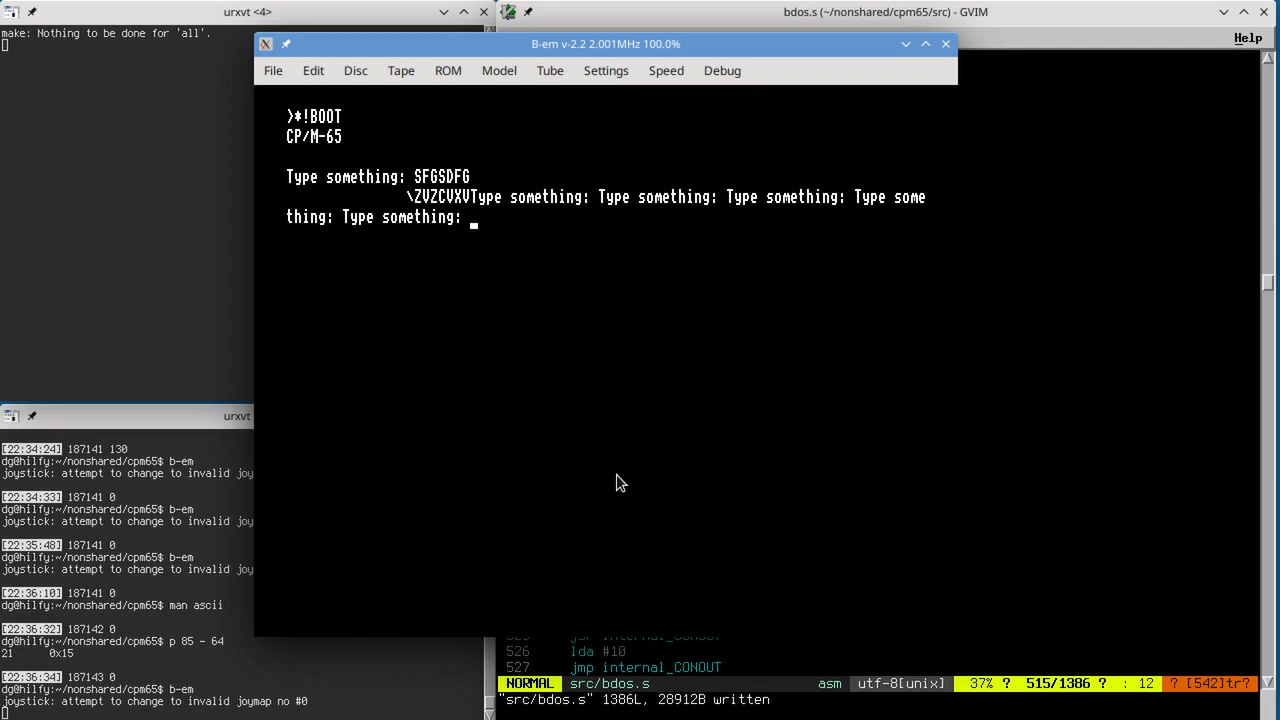 urxvt <4>
make: Nothing to be done for 'all'.
bdos.s (~/nonshared/cpm65/src) - GVIM
Help
B-em v-2.2 2.001MHz 100.0%
File Edit Disc Tape ROM Model Tube Settings Speed Debug
>*!BOOT
CP/M-65
Type something: SFGSDFG
\ZVZCVXVType something: Type something: Type something: Type some
thing: Type something:
urxvt
[22:34:24] 187141 130
dg@hilfy:~/nonshared/cpm65$ b-em
joystick: attempt to change to invalid joy
[22:34:33] 187141 0
dg@hilfy:~/nonshared/cpm65$ b-em
joystick: attempt to change to invalid joy
[22:35:48] 187141 0
dg@hilfy:~/nonshared/cpm65$ b-em
joystick: attempt to change to invalid joy
[22:36:10] 187141 0
dg@hilfy:~/nonshared/cpm65$ man ascii
[22:36:32] 187142 0
dg@hilfy:~/nonshared/cpm65$ p 85 - 64
21 0x15
[22:36:34] 187143 0
dg@hilfy:~/nonshared/cpm65$ b-em
joystick: attempt to change to invalid joymap no #0
526 lda #10
527 jmp internal_CONOUT
NORMAL src/bdos.s asm utf-8[unix] 37% ? 515/1386 ? : 12 ? [542]tr?
"src/bdos.s" 1386L, 28912B written